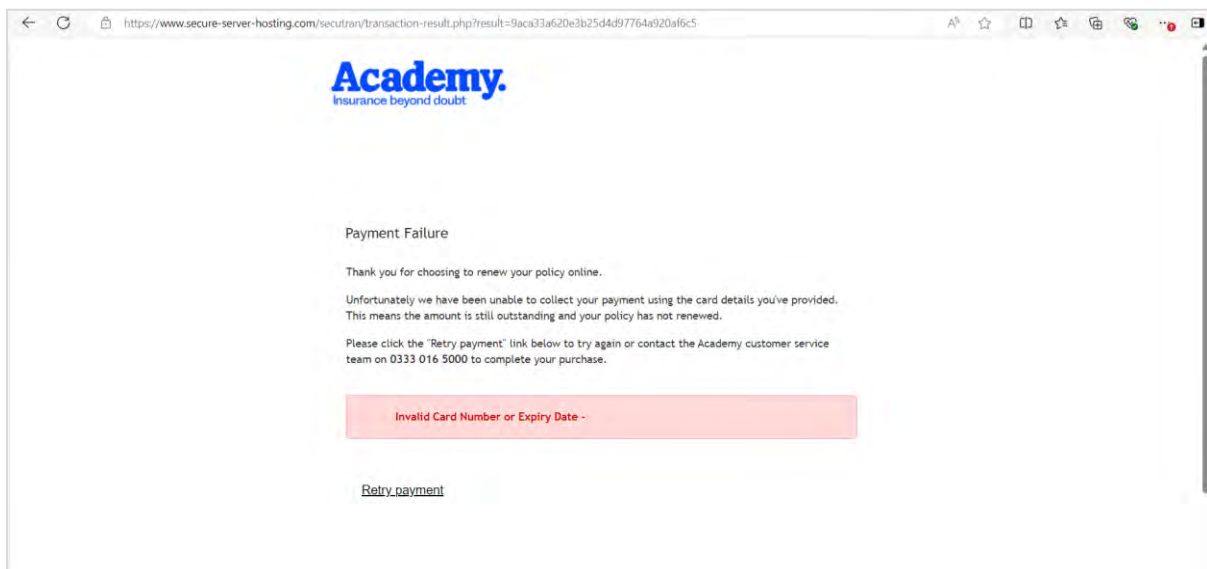 https://www.secure-server-hosting.com/secutran/transaction-result.php?result=9aca33a620e3b25d4d97764a920af6c5
Academy.
Insurance beyond doubt
Payment Failure
Thank you for choosing to renew your policy online.
Unfortunately we have been unable to collect your payment using the card details you've provided.
This means the amount is still outstanding and your policy has not renewed.
Please click the "Retry payment" link below to try again or contact the Academy customer service
team on 0333 016 5000 to complete your purchase.
Invalid Card Number or Expiry Date -
Retry payment